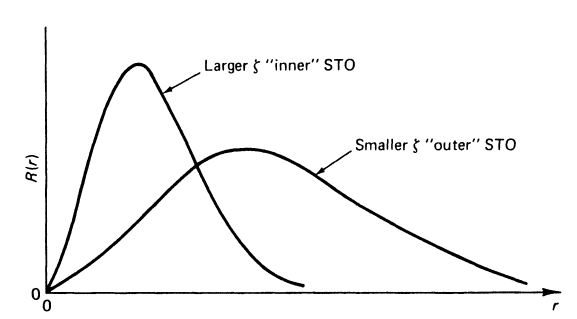 Larger ζ "inner" STO
Smaller ζ "outer" STO
R(r)
0
0
r